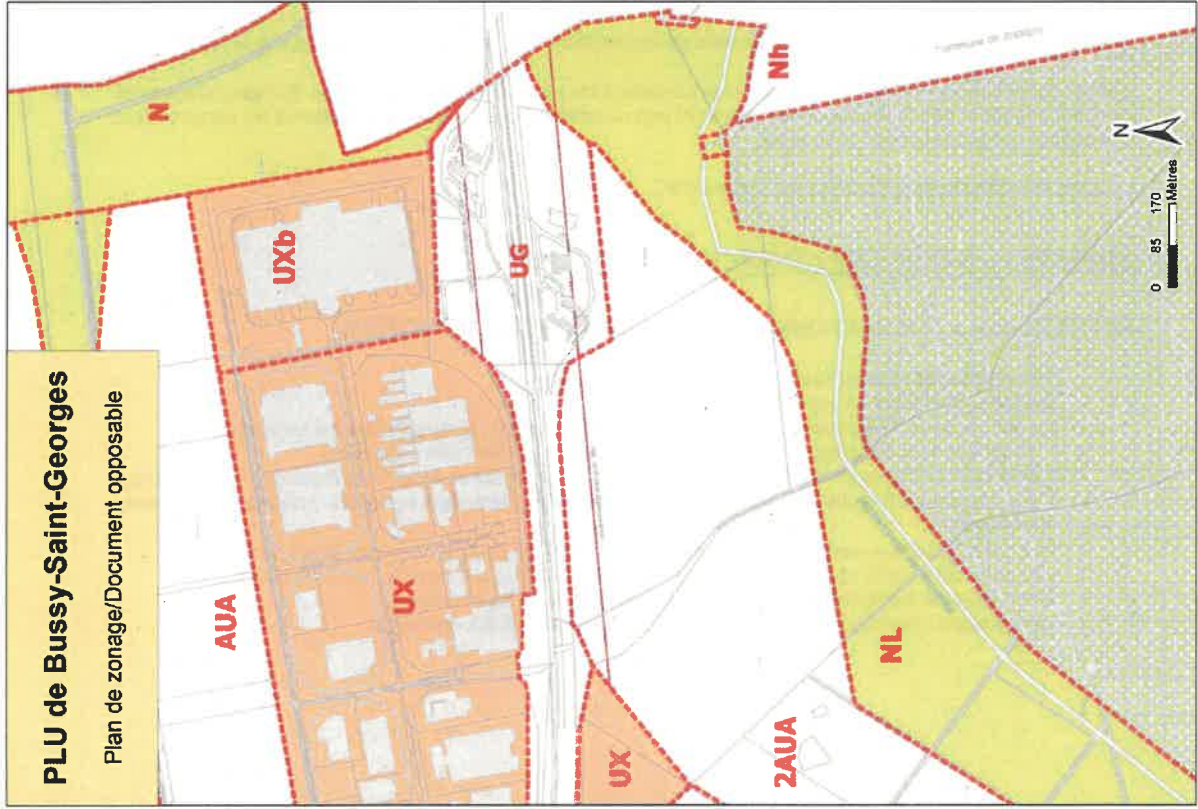 PLU de Bussy-Saint-Georges
Plan de zonage/Document opposable
N
UXb
AUA
UX
UG
Nh
NL
UX
2AUA
N
0 85 170
Mètres